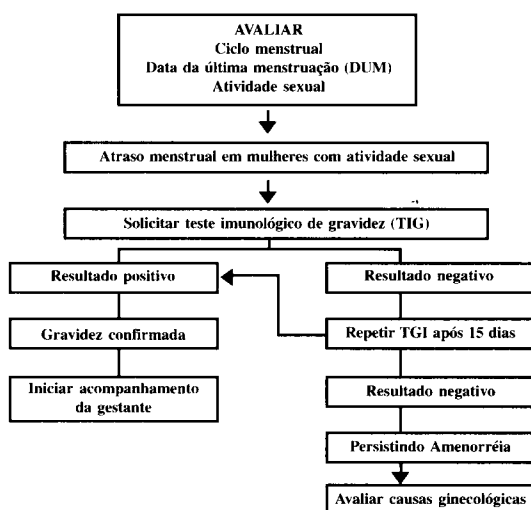 AVALIAR
Ciclo menstrual
Data da última menstruação (DUM)
Atividade sexual
Atraso menstrual em mulheres com atividade sexual
Solicitar teste imunológico de gravidez (TIG)
Resultado positivo
Resultado negativo
Gravidez confirmada
Repetir TGI após 15 dias
Iniciar acompanhamento
da gestante
Resultado negativo
Persistindo Amenorréia
Avaliar causas ginecológicas